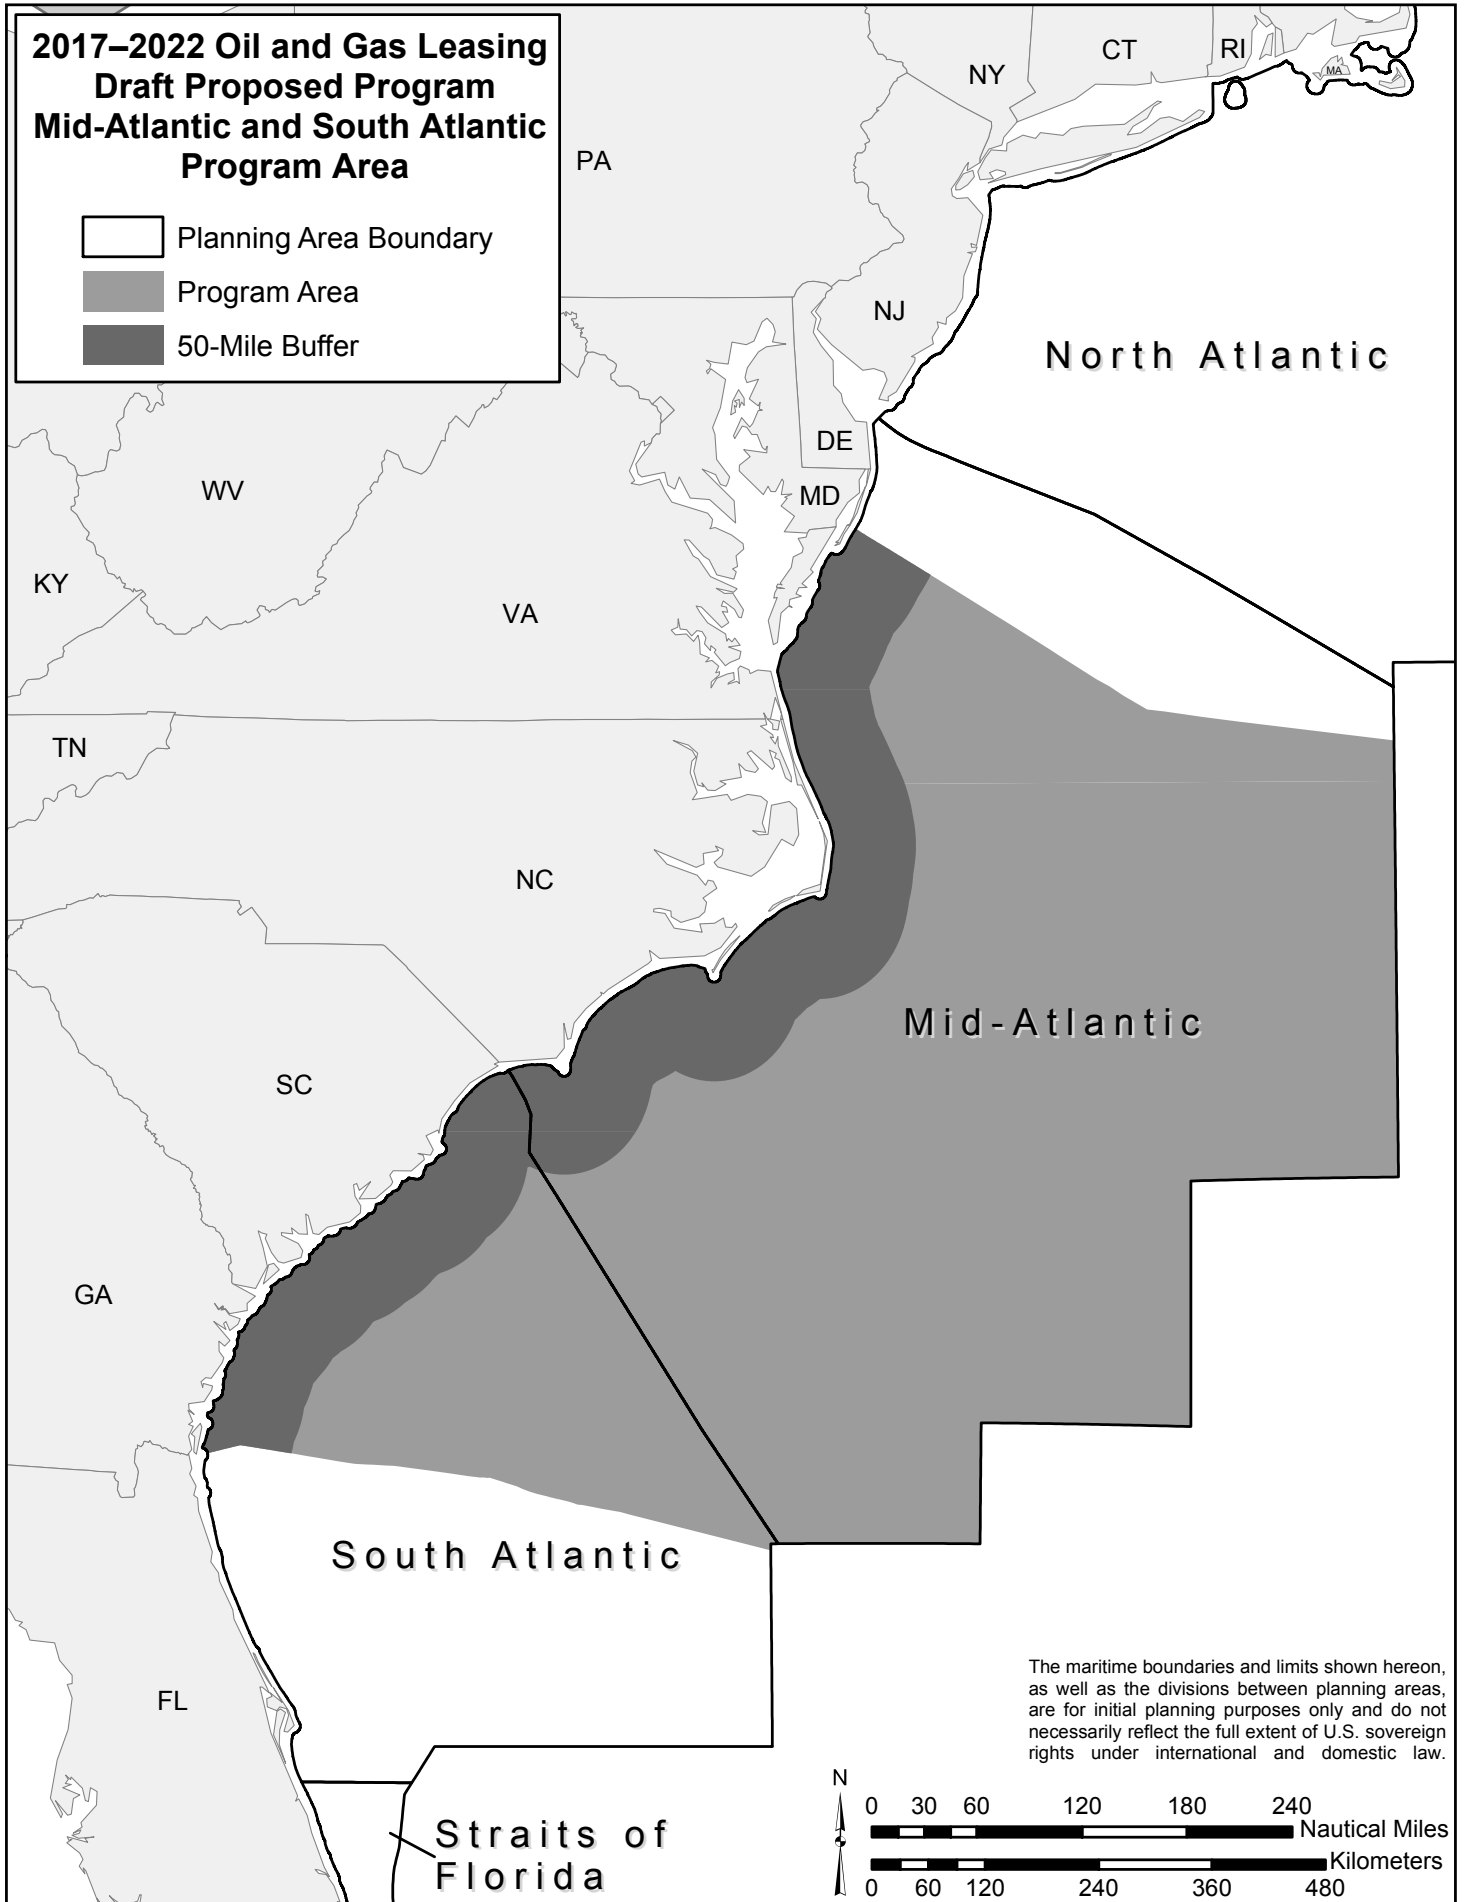 2017–2022 Oil and Gas Leasing
Draft Proposed Program
Mid-Atlantic and South Atlantic
Program Area
Planning Area Boundary
Program Area
50-Mile Buffer
NY
CT
RI
MA
PA
NJ
North Atlantic
DE
MD
WV
KY
VA
TN
NC
Mid-Atlantic
SC
GA
South Atlantic
FL
Straits of
Florida
The maritime boundaries and limits shown hereon,
as well as the divisions between planning areas,
are for initial planning purposes only and do not
necessarily reflect the full extent of U.S. sovereign
rights under international and domestic law.
N
0 30 60 120 180 240
Nautical Miles
Kilometers
0 60 120 240 360 480